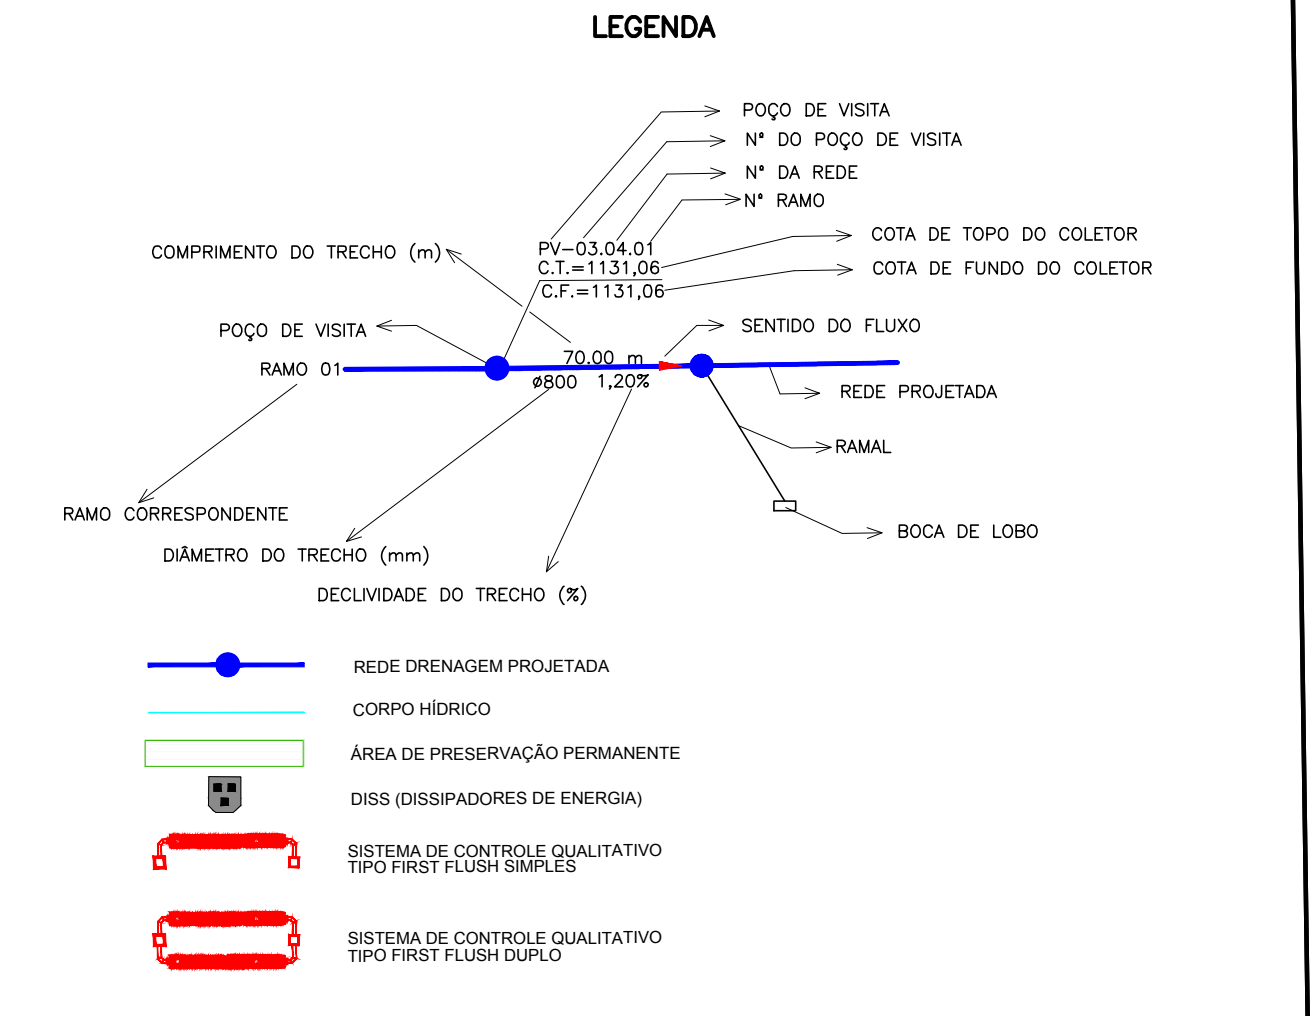 LEGENDA
POÇO DE VISITA
Nº DO POÇO DE VISITA
Nº DA REDE
Nº RAMO
PV-03.04.01
C.T.=1131,06
C.F.=1131,06
COTA DE TOPO DO COLETOR
COTA DE FUNDO DO COLETOR
COMPRIMENTO DO TRECHO (m)
POÇO DE VISITA
SENTIDO DO FLUXO
RAMO 01
70.00 m
ø800 1,20%
REDE PROJETADA
RAMAL
RAMO CORRESPONDENTE
BOCA DE LOBO
DIÂMETRO DO TRECHO (mm)
DECLIVIDADE DO TRECHO (%)
REDE DRENAGEM PROJETADA
CORPO HÍDRICO
ÁREA DE PRESERVAÇÃO PERMANENTE
DISS (DISSIPADORES DE ENERGIA)
SISTEMA DE CONTROLE QUALITATIVO
TIPO FIRST FLUSH SIMPLES
SISTEMA DE CONTROLE QUALITATIVO
TIPO FIRST FLUSH DUPLO